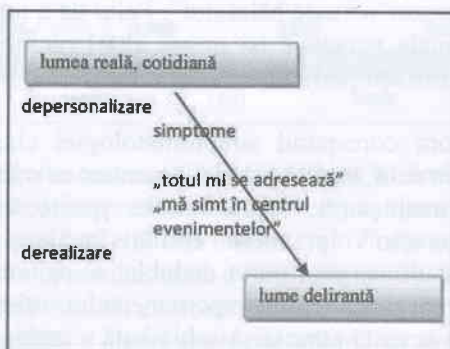 lumea reală, cotidiană
depersonalizare
simptome
„totul mi se adresează”
„mă simt în centrul
evenimentelor”
derealizare
lume delirantă